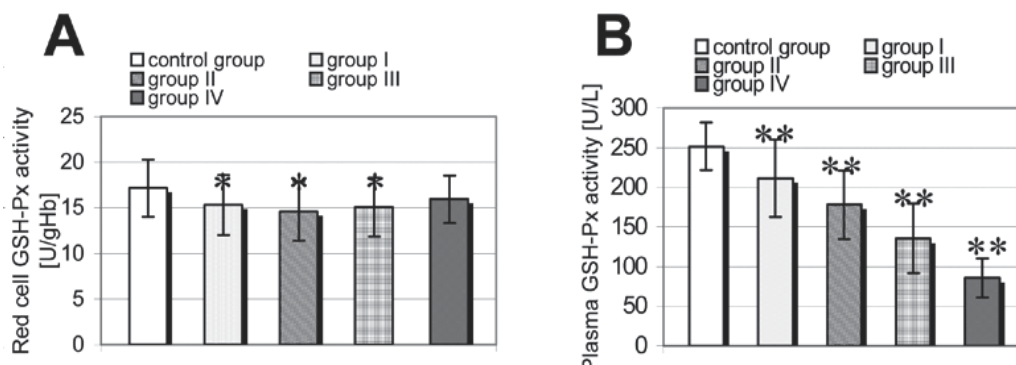 A
control group group I
group II group III
group IV
Red cell GSH-Px activity
[U/gHb]
25
20
15
10
5
0
* * *
B
control group group I
group II group III
group IV
Plasma GSH-Px activity [U/L]
300
250
200
150
100
50
0
** ** ** **